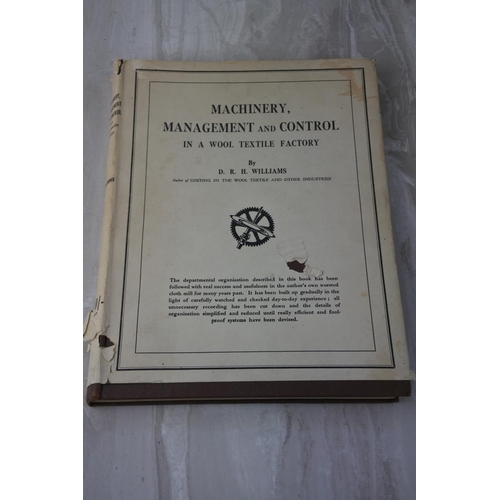 MACHINERY,
MANAGEMENT AND CONTROL
IN A WOOL TEXTILE FACTORY
By
D. R. H. WILLIAMS
Author of COSTING IN THE WOOL TEXTILE AND OTHER INDUSTRIES
The departmental organisation described in this book has been
followed with real success and usefulness in the author's own worsted
cloth mill for many years past. It has been built up gradually in the
light of carefully watched and checked day-to-day experience; all
unnecessary recording has been cut down and the details of
organisation simplified and reduced until really efficient and fool-
proof systems have been devised.